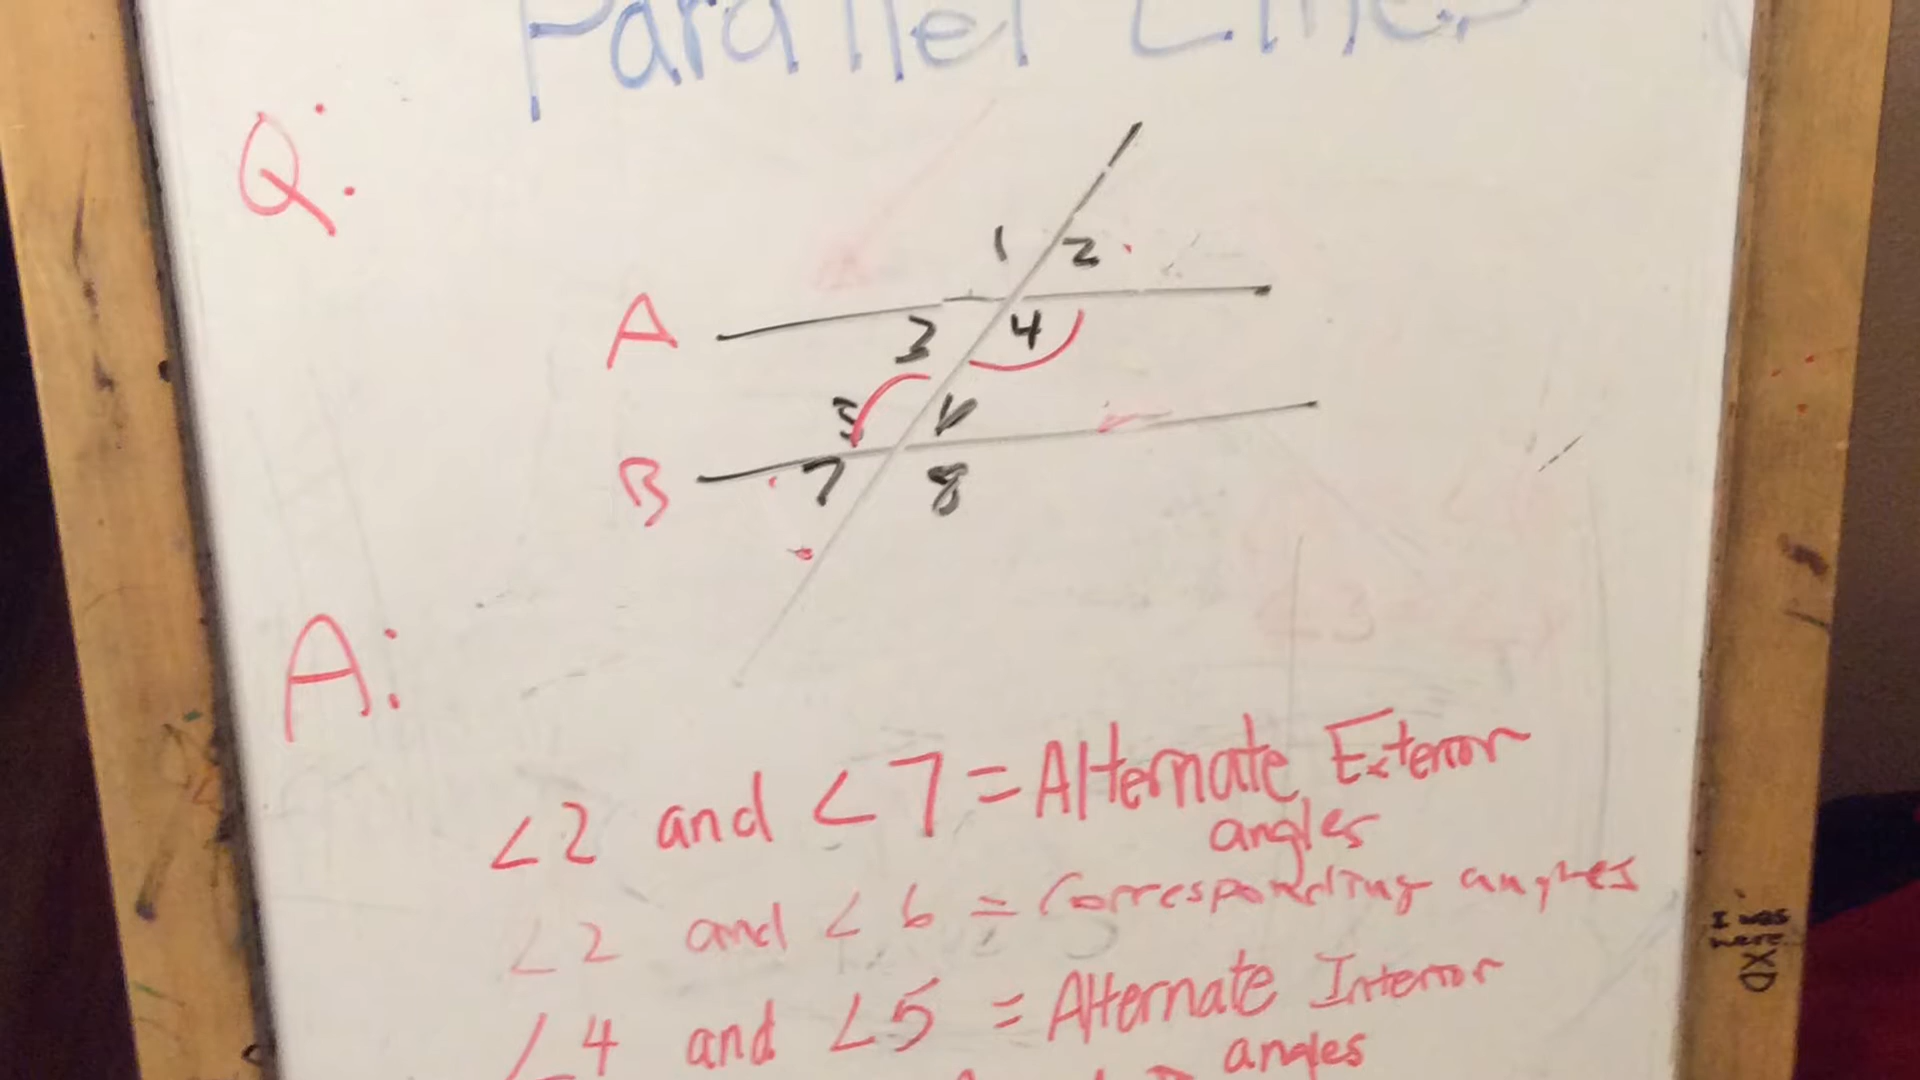 Parallel Lines
Q:
1 2
A
3 4
5 6
B
7 8
A:
∠2 and ∠7 = Alternate Exterior
angles
∠2 and ∠6 = Corresponding angles
∠4 and ∠5 = Alternate Interior
angles
I was
here XD